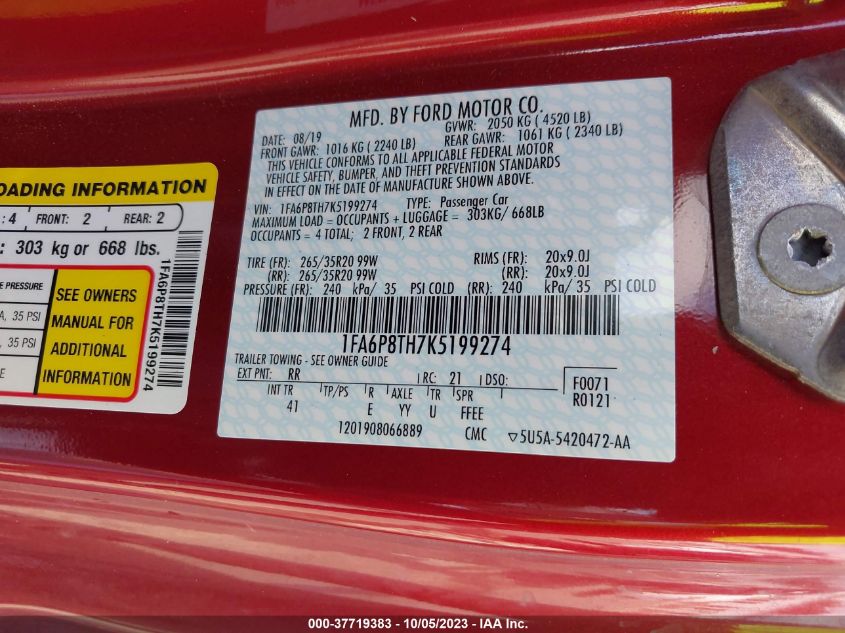 MFD. BY FORD MOTOR CO.
DATE: 08/19 GVWR: 2050 KG ( 4520 LB)
FRONT GAWR: 1016 KG ( 2240 LB) REAR GAWR: 1061 KG ( 2340 LB)
THIS VEHICLE CONFORMS TO ALL APPLICABLE FEDERAL MOTOR
VEHICLE SAFETY, BUMPER, AND THEFT PREVENTION STANDARDS
IN EFFECT ON THE DATE OF MANUFACTURE SHOWN ABOVE.
VIN: 1FA6P8TH7K5199274 TYPE: Passenger Car
MAXIMUM LOAD = OCCUPANTS + LUGGAGE = 303KG/ 668LB
OCCUPANTS = 4 TOTAL; 2 FRONT, 2 REAR
TIRE (FR): 265/35R20 99W RIMS (FR): 20x9.0J
(RR): 265/35R20 99W (RR): 20x9.0J
PRESSURE (FR): 240 kPa/ 35 PSI COLD (RR): 240 kPa/ 35 PSI COLD
1FA6P8TH7K5199274
TRAILER TOWING - SEE OWNER GUIDE
EXT PNT: RR RC: 21 DSO:
F0071
R0121
INT TR TP/PS R AXLE TR SPR
41 E YY U FFEE
1201908066889 CMC 5U5A-5420472-AA
OADING INFORMATION
: 4 FRONT: 2 REAR: 2
: 303 kg or 668 lbs.
E PRESSURE
A, 35 PSI
A, 35 PSI
ONE
SEE OWNERS
MANUAL FOR
ADDITIONAL
INFORMATION
1FA6P8TH7K5199274
000-37719383 - 10/05/2023 - IAA Inc.